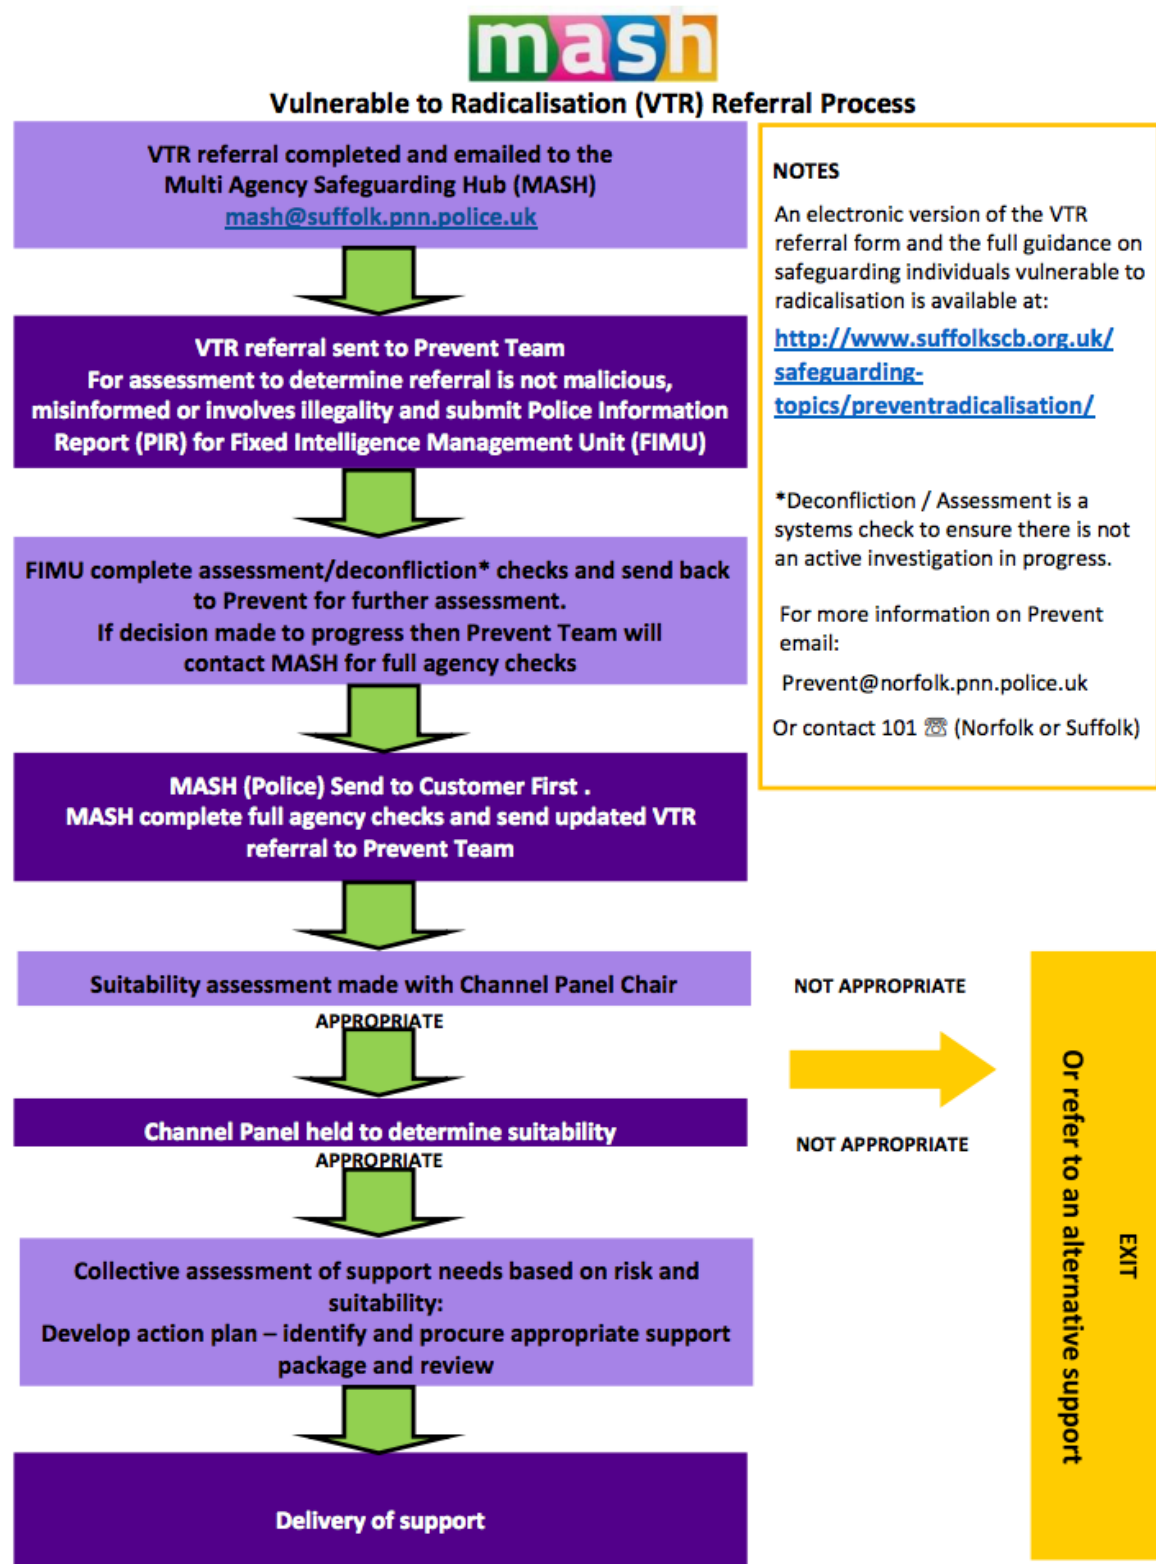 mash
Vulnerable to Radicalisation (VTR) Referral Process
VTR referral completed and emailed to the
Multi Agency Safeguarding Hub (MASH)
mash@suffolk.pnn.police.uk
VTR referral sent to Prevent Team
For assessment to determine referral is not malicious,
misinformed or involves illegality and submit Police Information
Report (PIR) for Fixed Intelligence Management Unit (FIMU)
FIMU complete assessment/deconfliction* checks and send back
to Prevent for further assessment.
If decision made to progress then Prevent Team will
contact MASH for full agency checks
MASH (Police) Send to Customer First .
MASH complete full agency checks and send updated VTR
referral to Prevent Team
Suitability assessment made with Channel Panel Chair
APPROPRIATE
Channel Panel held to determine suitability
APPROPRIATE
Collective assessment of support needs based on risk and
suitability:
Develop action plan – identify and procure appropriate support
package and review
Delivery of support
NOTES
An electronic version of the VTR
referral form and the full guidance on
safeguarding individuals vulnerable to
radicalisation is available at:
http://www.suffolkscb.org.uk/
safeguarding-
topics/preventradicalisation/
*Deconfliction / Assessment is a
systems check to ensure there is not
an active investigation in progress.
For more information on Prevent
email:
Prevent@norfolk.pnn.police.uk
Or contact 101 ☏ (Norfolk or Suffolk)
NOT APPROPRIATE
NOT APPROPRIATE
EXIT
Or refer to an alternative support